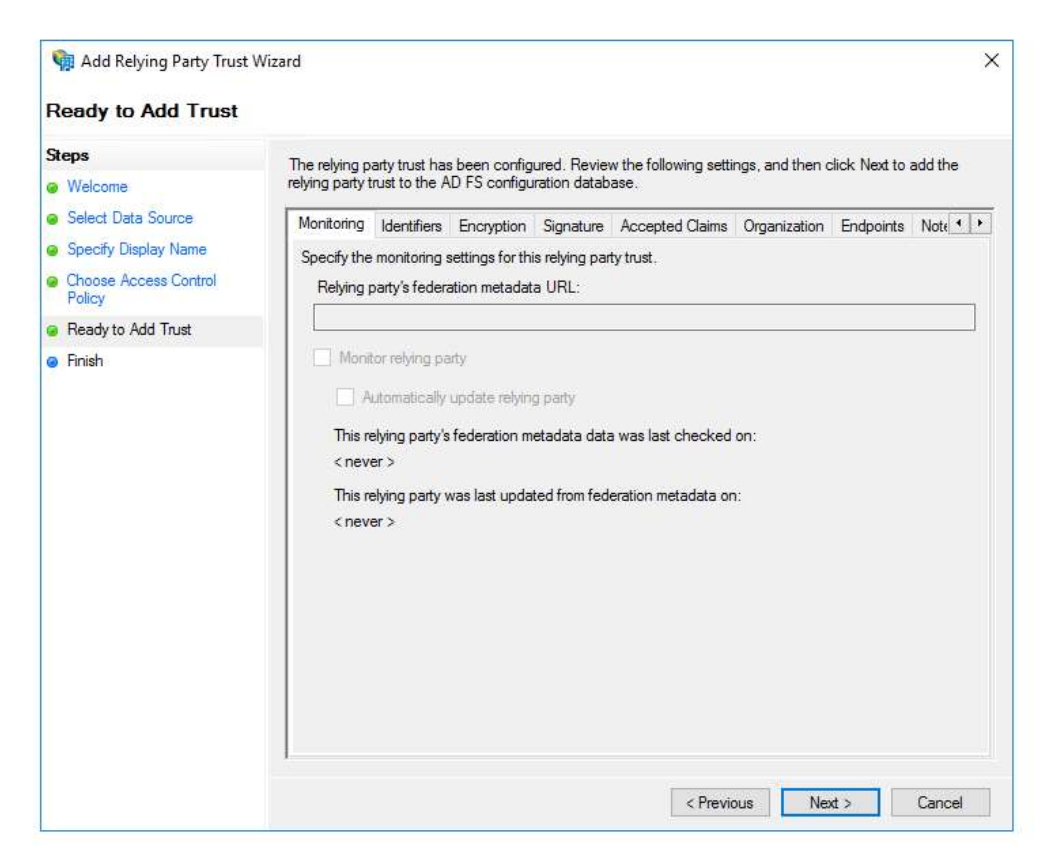 Add Relying Party Trust Wizard
Ready to Add Trust
Steps
Welcome
Select Data Source
Specify Display Name
Choose Access Control
Policy
Ready to Add Trust
Finish
The relying party trust has been configured. Review the following settings, and then click Next to add the
relying party trust to the AD FS configuration database.
Monitoring Identifiers Encryption Signature Accepted Claims Organization Endpoints Note
Specify the monitoring settings for this relying party trust.
Relying party's federation metadata URL:
Monitor relying party
Automatically update relying party
This relying party's federation metadata data was last checked on:
< never >
This relying party was last updated from federation metadata on:
< never >
< Previous Next > Cancel